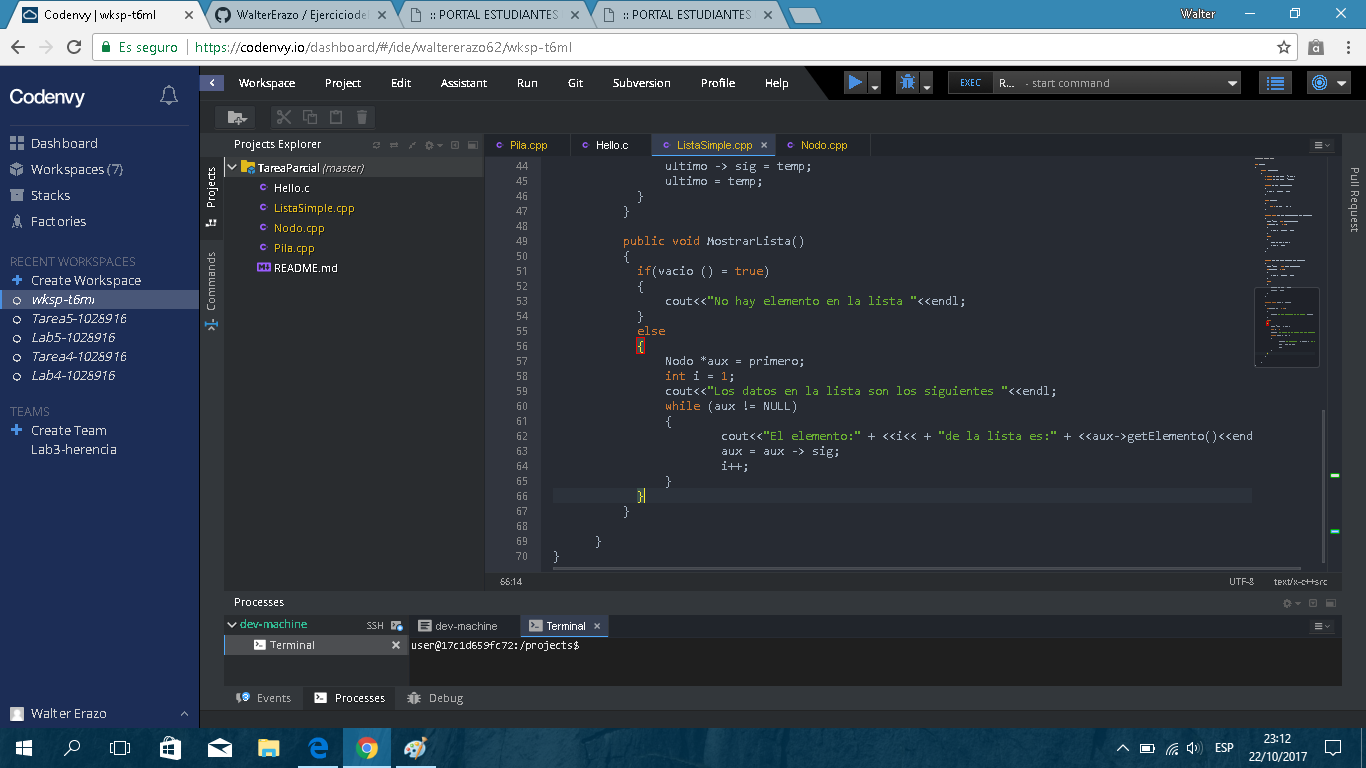 Codenvy | wksp-t6ml
WalterErazo / Ejerciciodel
:: PORTAL ESTUDIANTES
:: PORTAL ESTUDIANTES
Walter
Es seguro
https://codenvy.io/dashboard/#/ide/waltererazo62/wksp-t6ml
Codenvy
Workspace Project Edit Assistant Run Git Subversion Profile Help
EXEC R... - start command
Dashboard
Workspaces (7)
Stacks
Factories
RECENT WORKSPACES
+ Create Workspace
wksp-t6ml
Tarea5-1028916
Lab5-1028916
Tarea4-1028916
Lab4-1028916
TEAMS
+ Create Team
Lab3-herencia
Walter Erazo
Projects
Commands
Projects Explorer
TareaParcial (master)
Hello.c
ListaSimple.cpp
Nodo.cpp
Pila.cpp
README.md
Pila.cpp Hello.c ListaSimple.cpp Nodo.cpp
44 ultimo -> sig = temp;
45 ultimo = temp;
46 }
47 }
48
49 public void MostrarLista()
50 {
51 if(vacio () = true)
52 {
53 cout<<"No hay elemento en la lista "<<endl;
54 }
55 else
56 {
57 Nodo *aux = primero;
58 int i = 1;
59 cout<<"Los datos en la lista son los siguientes "<<endl;
60 while (aux != NULL)
61 {
62 cout<<"El elemento:" + <<i<< + "de la lista es:" + <<aux->getElemento()<<end
63 aux = aux -> sig;
64 i++;
65 }
66 }
67 }
68
69 }
70 }
Pull Request
66:14
UTF-8 text/x-c++src
Processes
dev-machine SSH
Terminal
dev-machine Terminal
user@17c1d659fc72:/projects$
Events Processes Debug
ESP
23:12
22/10/2017